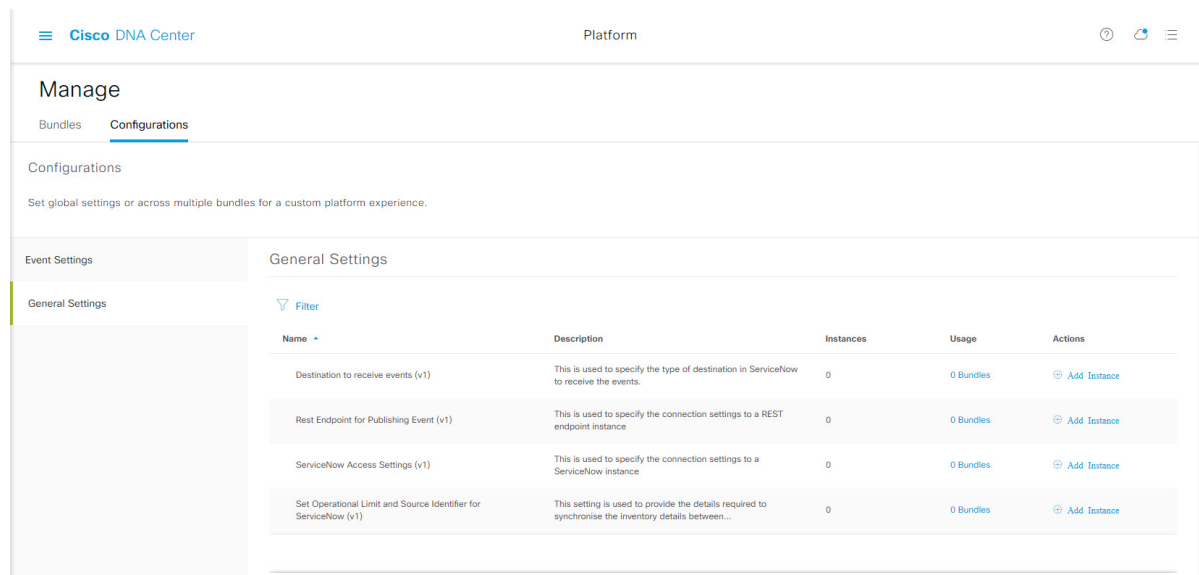 Cisco DNA Center
Platform
Manage
Bundles
Configurations
Configurations
Set global settings or across multiple bundles for a custom platform experience.
Event Settings
General Settings
General Settings
Filter
Name
Description
Instances
Usage
Actions
Destination to receive events (v1)
This is used to specify the type of destination in ServiceNow
to receive the events.
0
0 Bundles
Add Instance
Rest Endpoint for Publishing Event (v1)
This is used to specify the connection settings to a REST
endpoint instance
0
0 Bundles
Add Instance
ServiceNow Access Settings (v1)
This is used to specify the connection settings to a
ServiceNow instance
0
0 Bundles
Add Instance
Set Operational Limit and Source Identifier for
ServiceNow (v1)
This setting is used to provide the details required to
synchronise the inventory details between...
0
0 Bundles
Add Instance